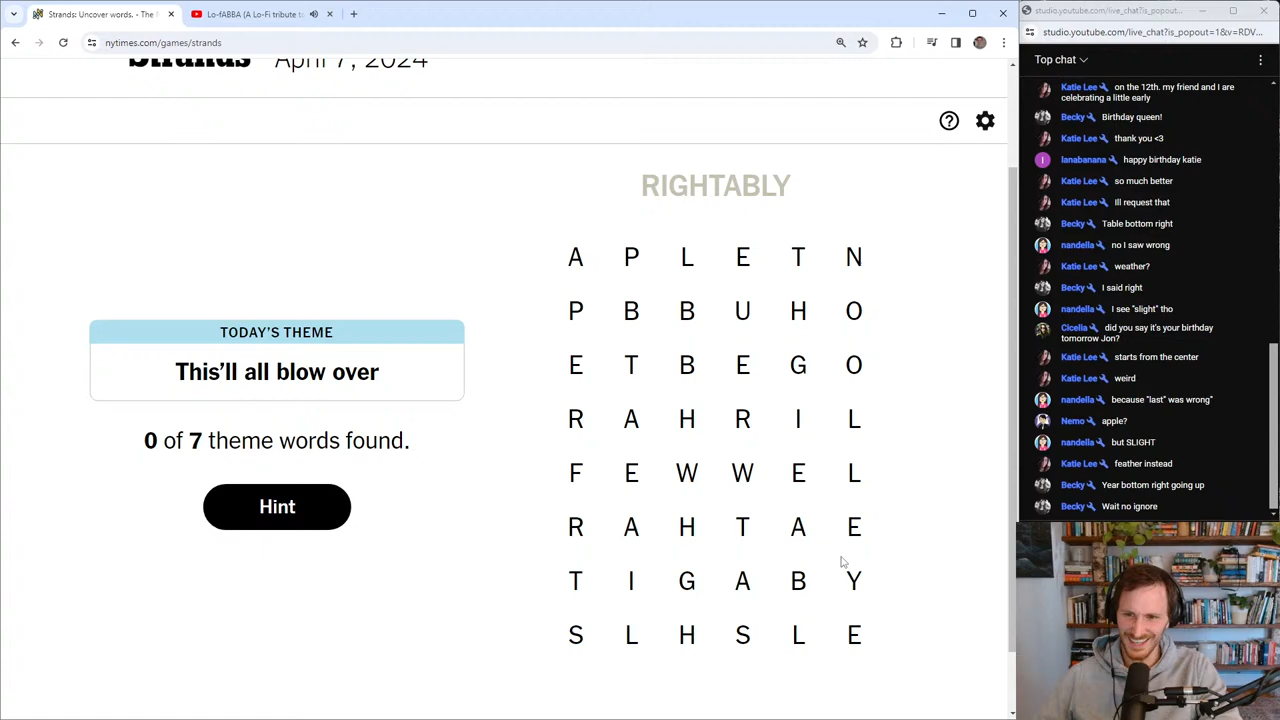 Strands: Uncover words. • The N
Lo-fABBA (A Lo-Fi tribute to
nytimes.com/games/strands
Strands April 7, 2024
RIGHTABLY
TODAY'S THEME
This'll all blow over
0 of 7 theme words found.
Hint
A P L E T N
P B B U H O
E T B E G O
R A H R I L
F E W W E L
R A H T A E
T I G A B Y
S L H S L E
studio.youtube.com/live_chat?is_popout...
studio.youtube.com/live_chat?is_popout=1&v=RDV...
Top chat
Katie Lee on the 12th. my friend and I are
celebrating a little early
Becky Birthday queen!
Katie Lee thank you <3
I lanabanana happy birthday katie
Katie Lee so much better
Katie Lee Ill request that
Becky Table bottom right
nandella no I saw wrong
Katie Lee weather?
Becky I said right
nandella I see "slight" tho
Cicelia did you say it's your birthday
tomorrow Jon?
Katie Lee starts from the center
Katie Lee weird
nandella because "last" was wrong"
Nemo apple?
nandella but SLIGHT
Katie Lee feather instead
Becky Year bottom right going up
Becky Wait no ignore